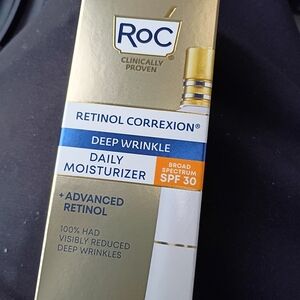 RoC
CLINICALLY
PROVEN
RETINOL CORREXION®
DEEP WRINKLE
DAILY
MOISTURIZER
BROAD
SPECTRUM
SPF 30
+ ADVANCED
RETINOL
100% HAD
VISIBLY REDUCED
DEEP WRINKLES